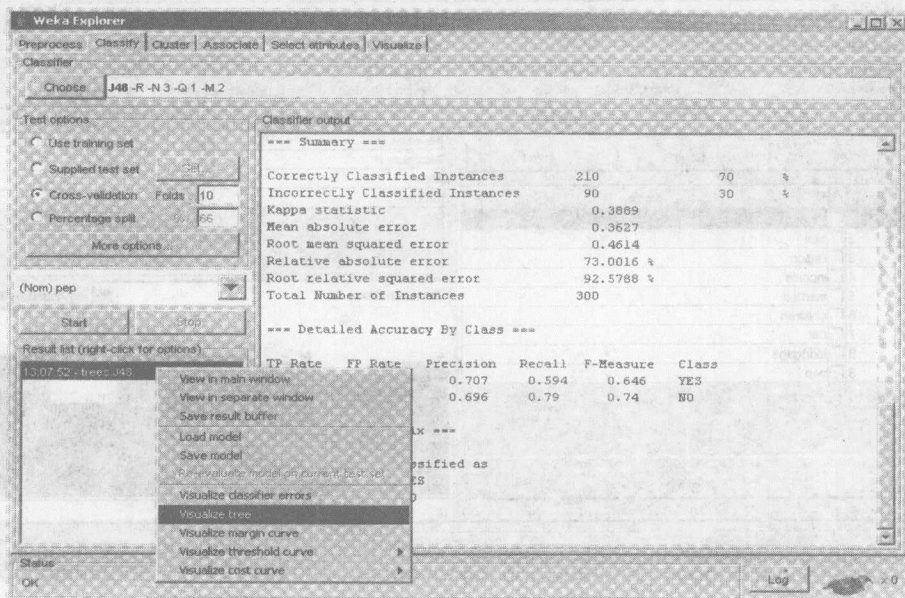 Weka Explorer
Preprocess Classify Cluster Associate Select attributes Visualize
Classifier
Choose J48 -R -N 3 -Q 1 -M 2
Test options
Use training set
Supplied test set Set...
Cross-validation Folds 10
Percentage split % 66
More options...
(Nom) pep
Start Stop
Result list (right-click for options)
13:07:52 - trees.J48
View in main window
View in separate window
Save result buffer
Load model
Save model
Re-evaluate model on current test set
Visualize classifier errors
Visualize tree
Visualize margin curve
Visualize threshold curve
Visualize cost curve
Classifier output
=== Summary ===
Correctly Classified Instances 210 70 %
Incorrectly Classified Instances 90 30 %
Kappa statistic 0.3889
Mean absolute error 0.3627
Root mean squared error 0.4614
Relative absolute error 73.0016 %
Root relative squared error 92.5788 %
Total Number of Instances 300
=== Detailed Accuracy By Class ===
TP Rate FP Rate Precision Recall F-Measure Class
0.707 0.594 0.646 YES
0.696 0.79 0.74 NO
ix ===
ssified as
ES
O
Status
OK
Log x 0